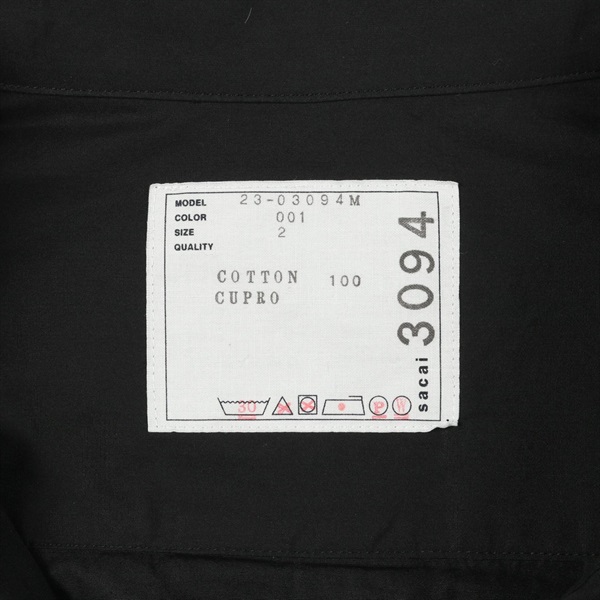 MODEL 23-03094M
COLOR 001
SIZE 2
QUALITY
COTTON 100
CUPRO
30 P W
sacai 3094